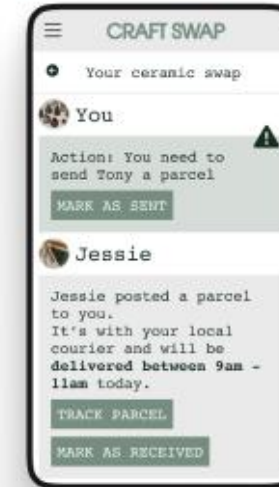 CRAFT SWAP
Your ceramic swap
You
Action: You need to
send Tony a parcel
MARK AS SENT
Jessie
Jessie posted a parcel
to you.
It's with your local
courier and will be
delivered between 9am -
11am today.
TRACK PARCEL
MARK AS RECEIVED